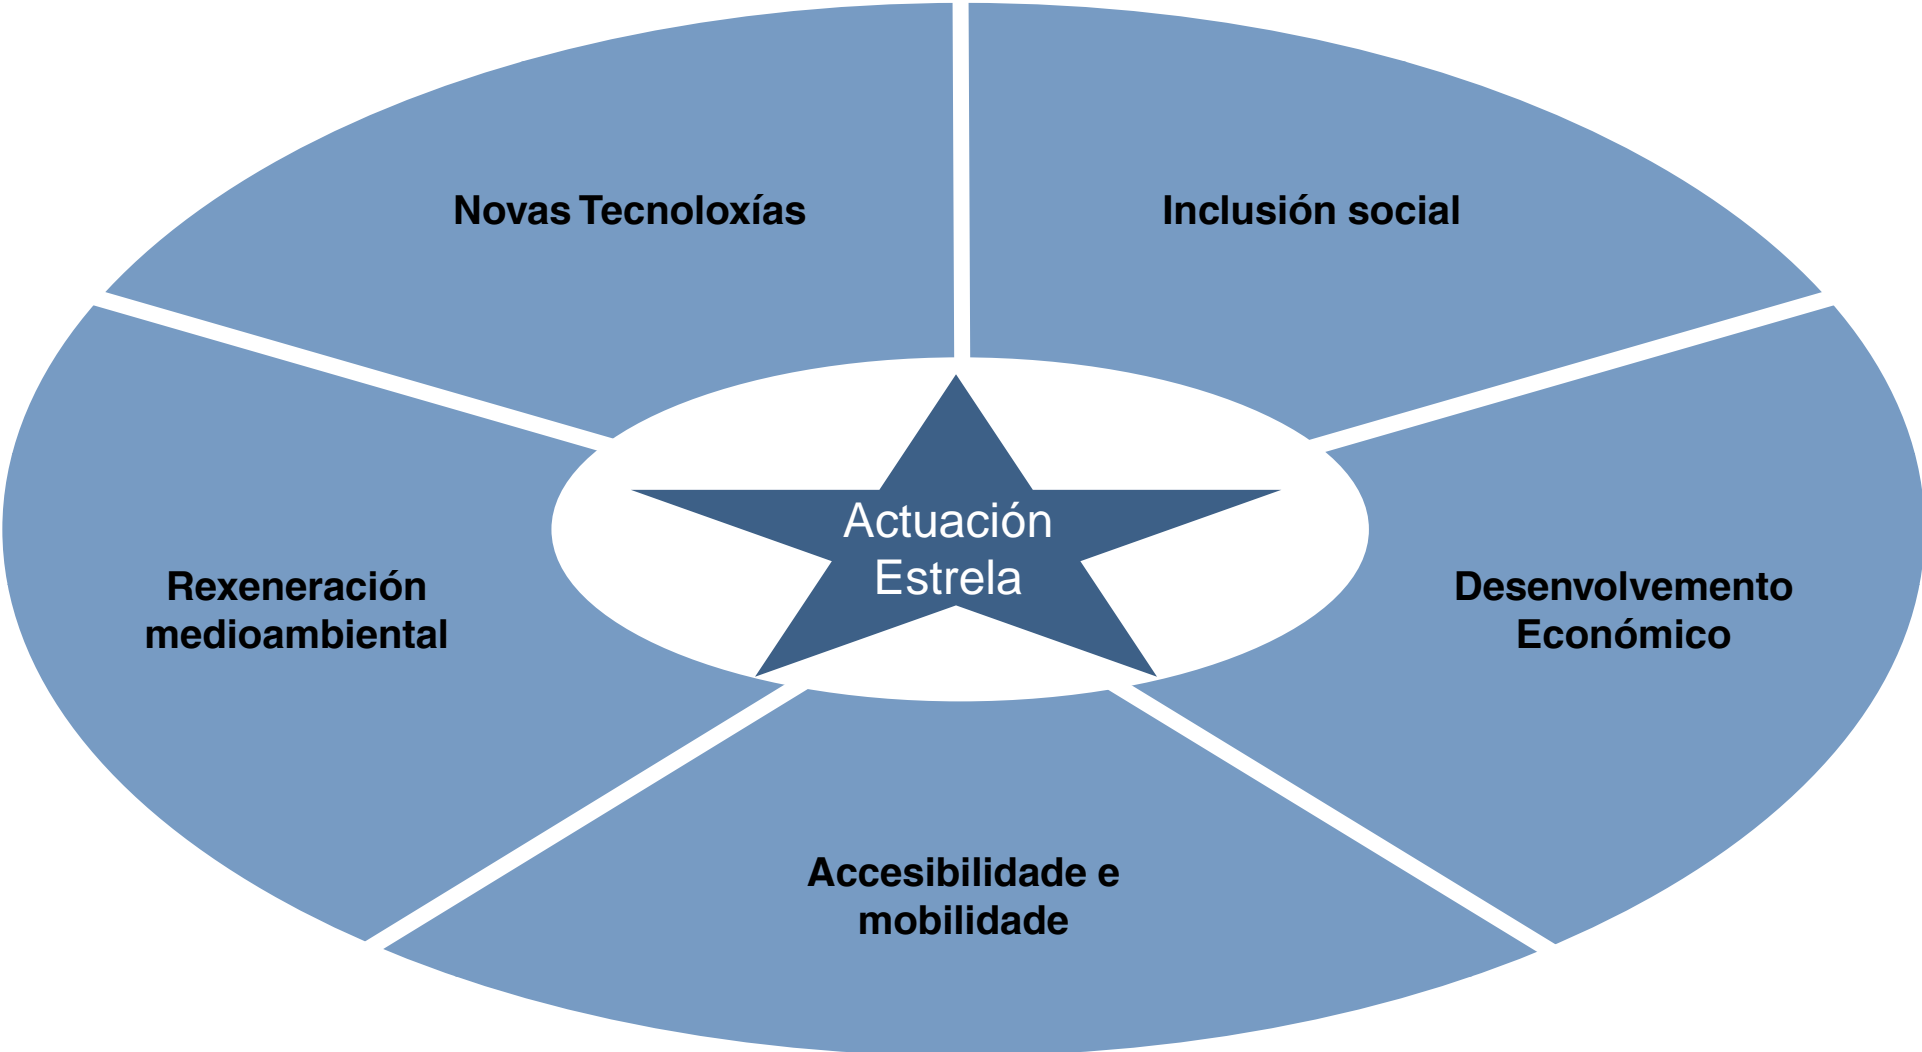 Novas Tecnoloxías
Inclusión social
Actuación
Estrela
Rexeneración
medioambiental
Desenvolvemento
Económico
Accesibilidade e
mobilidade